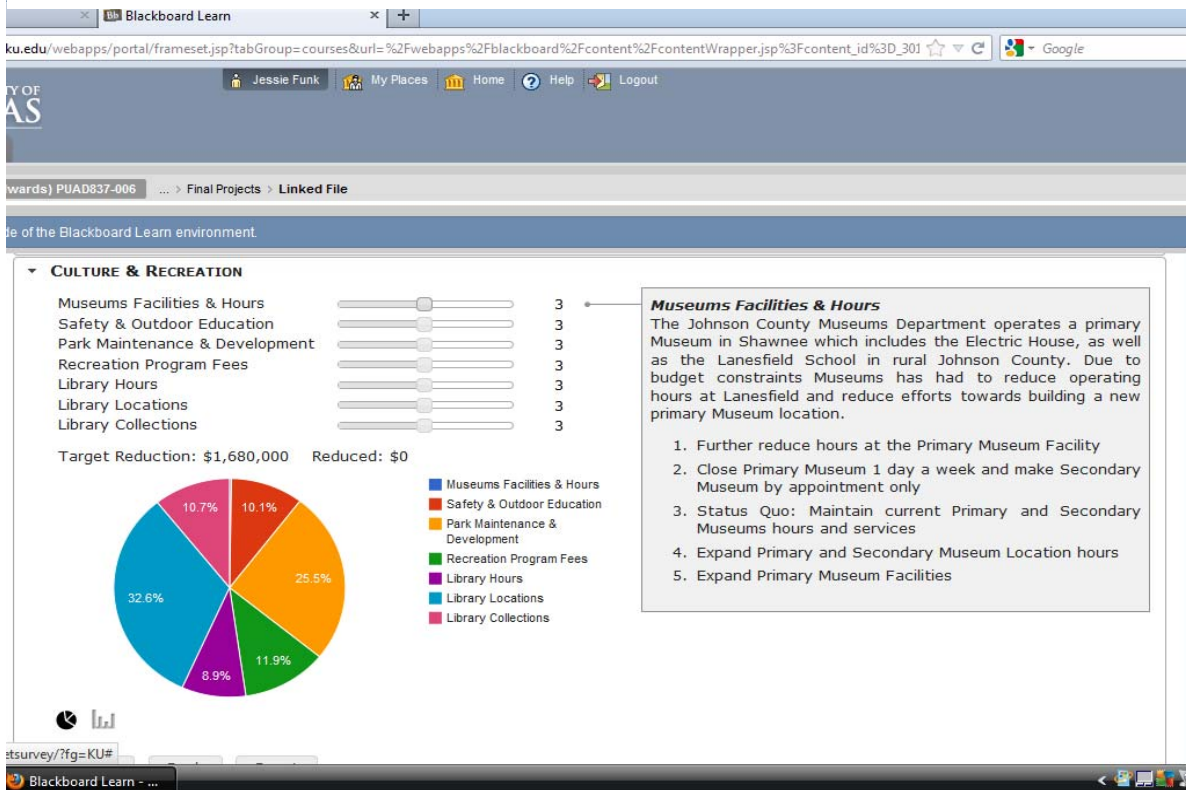 Blackboard Learn × +
ku.edu/webapps/portal/frameset.jsp?tabGroup=courses&url=%2Fwebapps%2Fblackboard%2Fcontent%2FcontentWrapper.jsp%3Fcontent_id%3D_301 Google
Jessie Funk My Places Home ? Help Logout
TY OF
AS
wards) PUAD837-006 ... > Final Projects > Linked File
de of the Blackboard Learn environment.
CULTURE & RECREATION
Museums Facilities & Hours 3
Safety & Outdoor Education 3
Park Maintenance & Development 3
Recreation Program Fees 3
Library Hours 3
Library Locations 3
Library Collections 3
Target Reduction: $1,680,000 Reduced: $0
10.7%
10.1%
25.5%
32.6%
11.9%
8.9%
Museums Facilities & Hours
Safety & Outdoor Education
Park Maintenance &
Development
Recreation Program Fees
Library Hours
Library Locations
Library Collections
Museums Facilities & Hours
The Johnson County Museums Department operates a primary
Museum in Shawnee which includes the Electric House, as well
as the Lanesfield School in rural Johnson County. Due to
budget constraints Museums has had to reduce operating
hours at Lanesfield and reduce efforts towards building a new
primary Museum location.
1. Further reduce hours at the Primary Museum Facility
2. Close Primary Museum 1 day a week and make Secondary
Museum by appointment only
3. Status Quo: Maintain current Primary and Secondary
Museums hours and services
4. Expand Primary and Secondary Museum Location hours
5. Expand Primary Museum Facilities
etsurvey/?fg=KU#
Blackboard Learn - ...